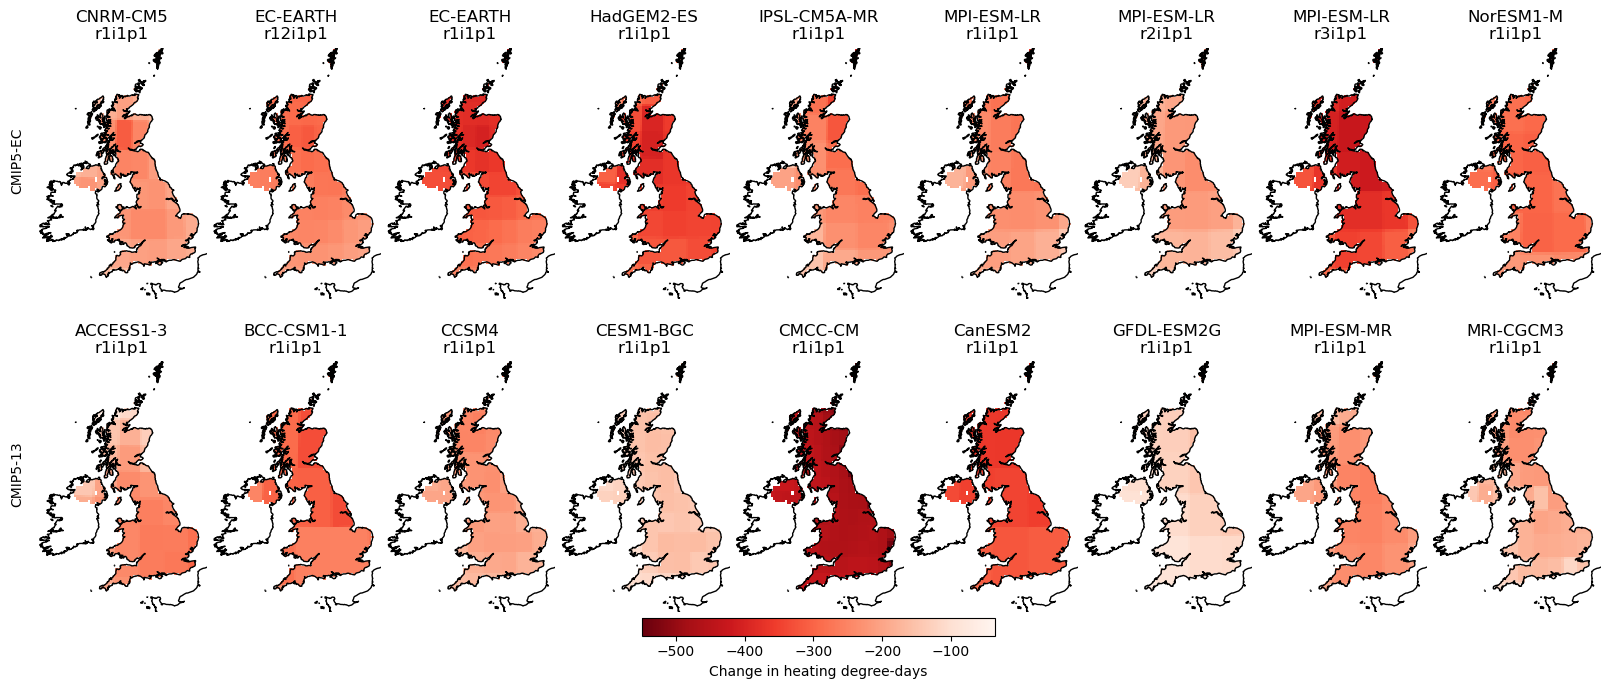 CNRM-CM5
r1i1p1
EC-EARTH
r12i1p1
EC-EARTH
r1i1p1
HadGEM2-ES
r1i1p1
IPSL-CM5A-MR
r1i1p1
MPI-ESM-LR
r1i1p1
MPI-ESM-LR
r2i1p1
MPI-ESM-LR
r3i1p1
NorESM1-M
r1i1p1
CMIP5-EC
ACCESS1-3
r1i1p1
BCC-CSM1-1
r1i1p1
CCSM4
r1i1p1
CESM1-BGC
r1i1p1
CMCC-CM
r1i1p1
CanESM2
r1i1p1
GFDL-ESM2G
r1i1p1
MPI-ESM-MR
r1i1p1
MRI-CGCM3
r1i1p1
CMIP5-13
−500 −400 −300 −200 −100
Change in heating degree-days